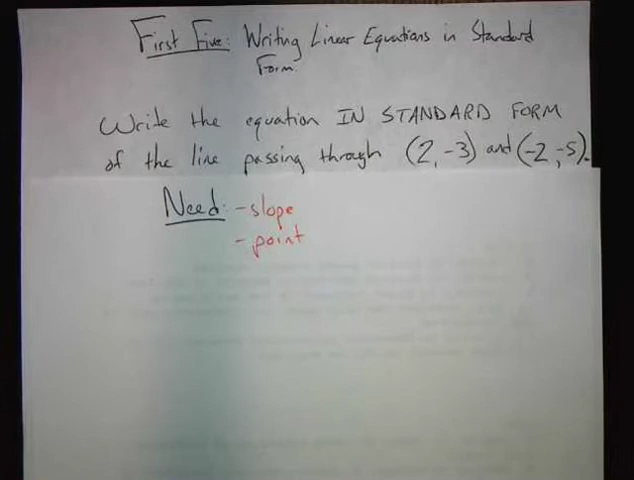 First Five: Writing Linear Equations in Standard
Form.
Write the equation IN STANDARD FORM
of the line passing through (2,-3) and (-2,-5).
Need: -slope
-point